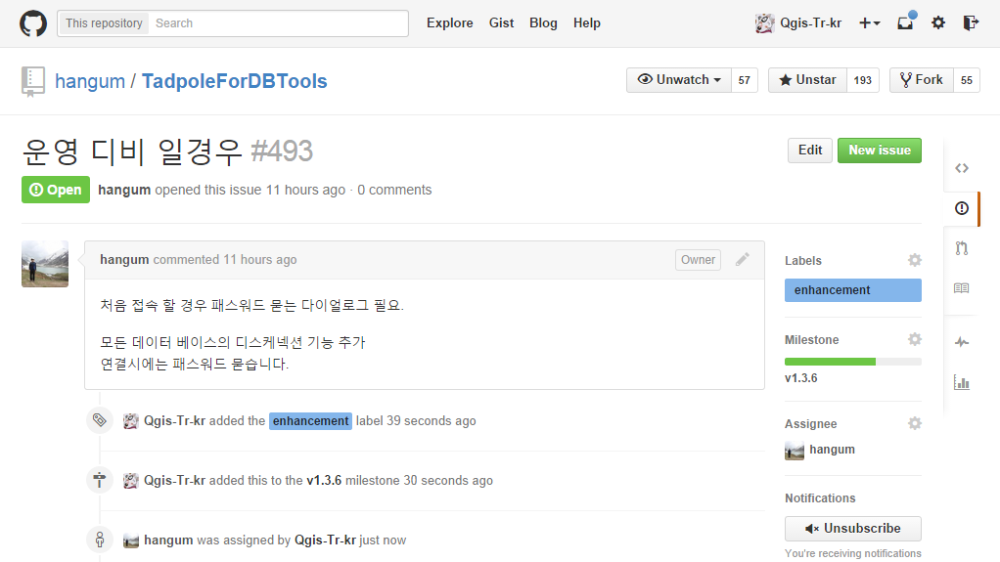 This repository Search Explore Gist Blog Help Qgis-Tr-kr
hangum / TadpoleForDBTools Unwatch 57 Unstar 193 Fork 55
운영 디비 일경우 #493 Edit New issue
Open hangum opened this issue 11 hours ago · 0 comments
hangum commented 11 hours ago Owner
처음 접속 할 경우 패스워드 묻는 다이얼로그 필요.
모든 데이터 베이스의 디스케넥션 기능 추가
연결시에는 패스워드 묻습니다.
Qgis-Tr-kr added the enhancement label 39 seconds ago
Qgis-Tr-kr added this to the v1.3.6 milestone 30 seconds ago
hangum was assigned by Qgis-Tr-kr just now
Labels
enhancement
Milestone
v1.3.6
Assignee
hangum
Notifications
Unsubscribe
You're receiving notifications